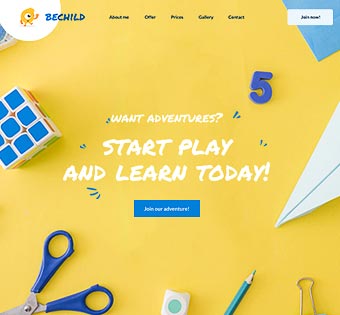 BECHILD
About me Offer Prices Gallery Contact Join now!
5
WANT ADVENTURES?
START PLAY
AND LEARN TODAY!
Join our adventure!